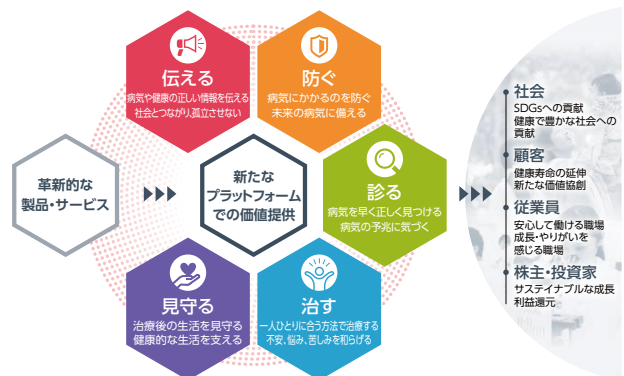 革新的な
製品・サービス
新たな
プラットフォーム
での価値提供
伝える
病気や健康の正しい情報を伝える
社会とつながり、孤立させない
防ぐ
病気にかかるのを防ぐ
未来の病気に備える
診る
病気を早く正しく見つける
病気の予兆に気づく
治す
一人ひとりに合う方法で治療する
不安、悩み、苦しみを和らげる
見守る
治療後の生活を見守る
健康的な生活を支える
社会
SDGsへの貢献
健康で豊かな社会への
貢献
顧客
健康寿命の延伸
新たな価値協創
従業員
安心して働ける職場
成長・やりがいを
感じる職場
株主・投資家
サステイナブルな成長
利益還元